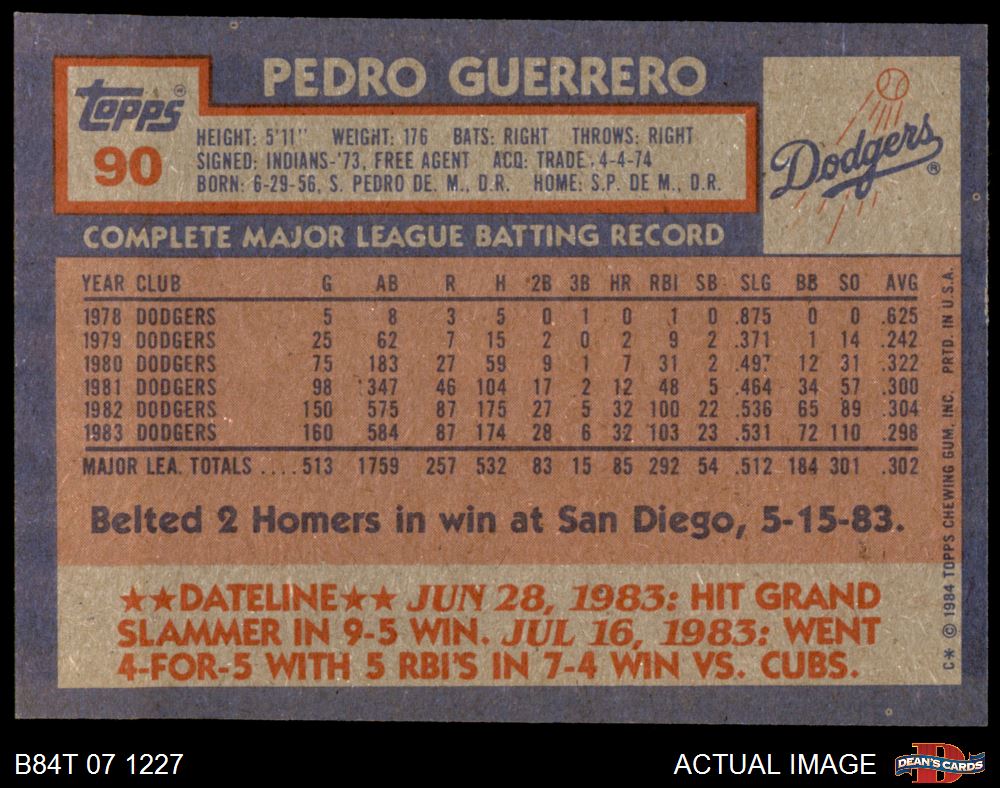 PEDRO GUERRERO
Topps®
90
HEIGHT: 5'11" WEIGHT: 176 BATS: RIGHT THROWS: RIGHT
SIGNED: INDIANS-'73, FREE AGENT ACQ: TRADE, 4-4-74
BORN: 6-29-56, S. PEDRO DE. M., D.R. HOME: S.P. DE M., D.R.
Dodgers®
COMPLETE MAJOR LEAGUE BATTING RECORD
YEAR CLUB G AB R H 2B 3B HR RBI SB SLG BB SO AVG
1978 DODGERS 5 8 3 5 0 1 0 1 0 .875 0 0 .625
1979 DODGERS 25 62 7 15 2 0 2 9 2 .371 1 14 .242
1980 DODGERS 75 183 27 59 9 1 7 31 2 .497 12 31 .322
1981 DODGERS 98 347 46 104 17 2 12 48 5 .464 34 57 .300
1982 DODGERS 150 575 87 175 27 5 32 100 22 .536 65 89 .304
1983 DODGERS 160 584 87 174 28 6 32 103 23 .531 72 110 .298
MAJOR LEA. TOTALS ....513 1759 257 532 83 15 85 292 54 .512 184 301 .302
Belted 2 Homers in win at San Diego, 5-15-83.
★★DATELINE★★ JUN 28, 1983: HIT GRAND
SLAMMER IN 9-5 WIN. JUL 16, 1983: WENT
4-FOR-5 WITH 5 RBI'S IN 7-4 WIN VS. CUBS.
C* © 1984 TOPPS CHEWING GUM, INC. PRTD. IN U.S.A.
B84T 07 1227
ACTUAL IMAGE
D
DEAN'S CARDS